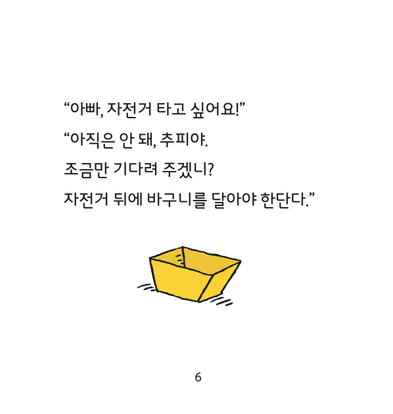 “아빠, 자전거 타고 싶어요!”
“아직은 안 돼, 추피야.
조금만 기다려 주겠니?
자전거 뒤에 바구니를 달아야 한단다.”
6